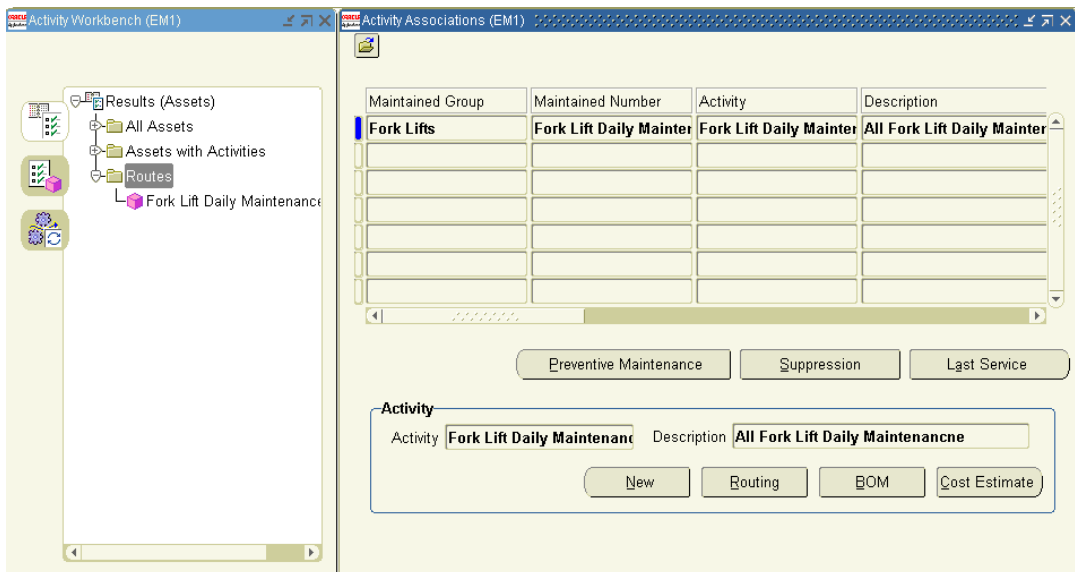 Activity Workbench (EM1)
Results (Assets)
All Assets
Assets with Activities
Routes
Fork Lift Daily Maintenance
Activity Associations (EM1)
Maintained Group Maintained Number Activity Description
Fork Lifts Fork Lift Daily Mainter Fork Lift Daily Mainter All Fork Lift Daily Mainter
Preventive Maintenance Suppression Last Service
Activity
Activity Fork Lift Daily Maintenanc Description All Fork Lift Daily Maintenancne
New Routing BOM Cost Estimate